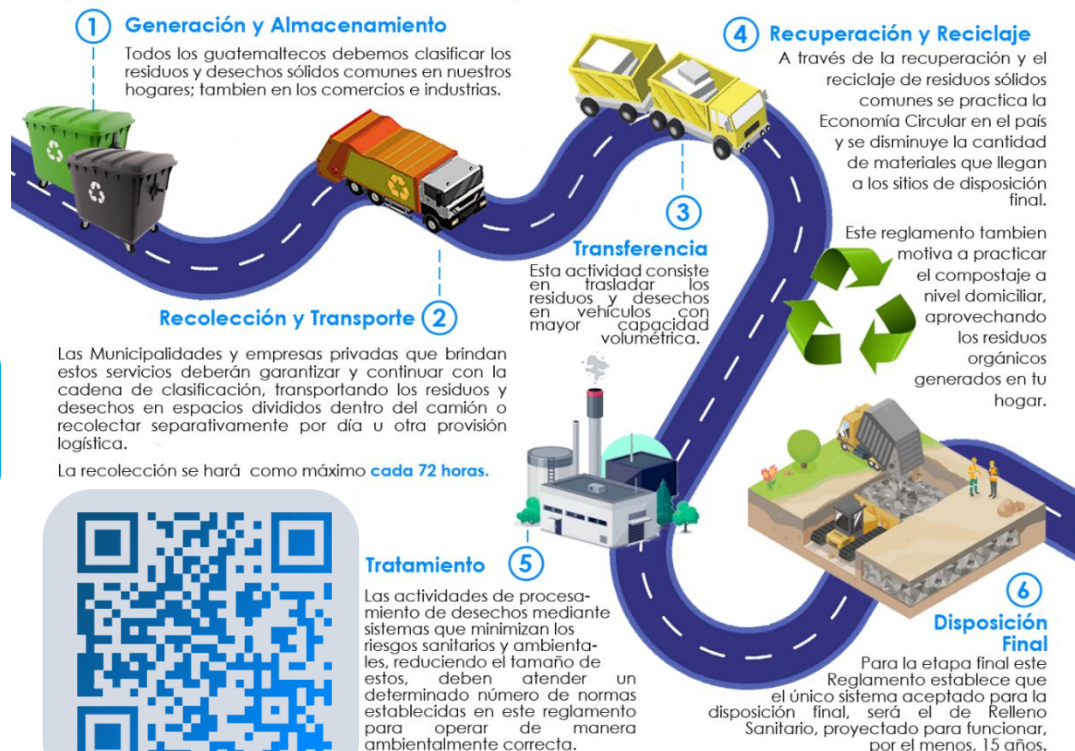 1 Generación y Almacenamiento
Todos los guatemaltecos debemos clasificar los
residuos y desechos sólidos comunes en nuestros
hogares; tambien en los comercios e industrias.
Recolección y Transporte 2
Las Municipalidades y empresas privadas que brindan
estos servicios deberán garantizar y continuar con la
cadena de clasificación, transportando los residuos y
desechos en espacios divididos dentro del camión o
recolectar separativamente por día u otra provisión
logística.
La recolección se hará como máximo cada 72 horas.
3
Transferencia
Esta actividad consiste
en trasladar los
residuos y desechos
en vehículos con
mayor capacidad
volumétrica.
4 Recuperación y Reciclaje
A través de la recuperación y el
reciclaje de residuos sólidos
comunes se practica la
Economía Circular en el país
y se disminuye la cantidad
de materiales que llegan
a los sitios de disposición
final.
Este reglamento tambien
motiva a practicar
el compostaje a
nivel domiciliar,
aprovechando
los residuos
orgánicos
generados en tu
hogar.
Tratamiento 5
Las actividades de procesa-
miento de desechos mediante
sistemas que minimizan los
riesgos sanitarios y ambienta-
les, reduciendo el tamaño de
estos, deben atender un
determinado número de normas
establecidas en este reglamento
para operar de manera
ambientalmente correcta.
6
Disposición
Final
Para la etapa final este
Reglamento establece que
el único sistema aceptado para la
disposición final, será el de Relleno
Sanitario, proyectado para funcionar,
por el menos, 15 años.